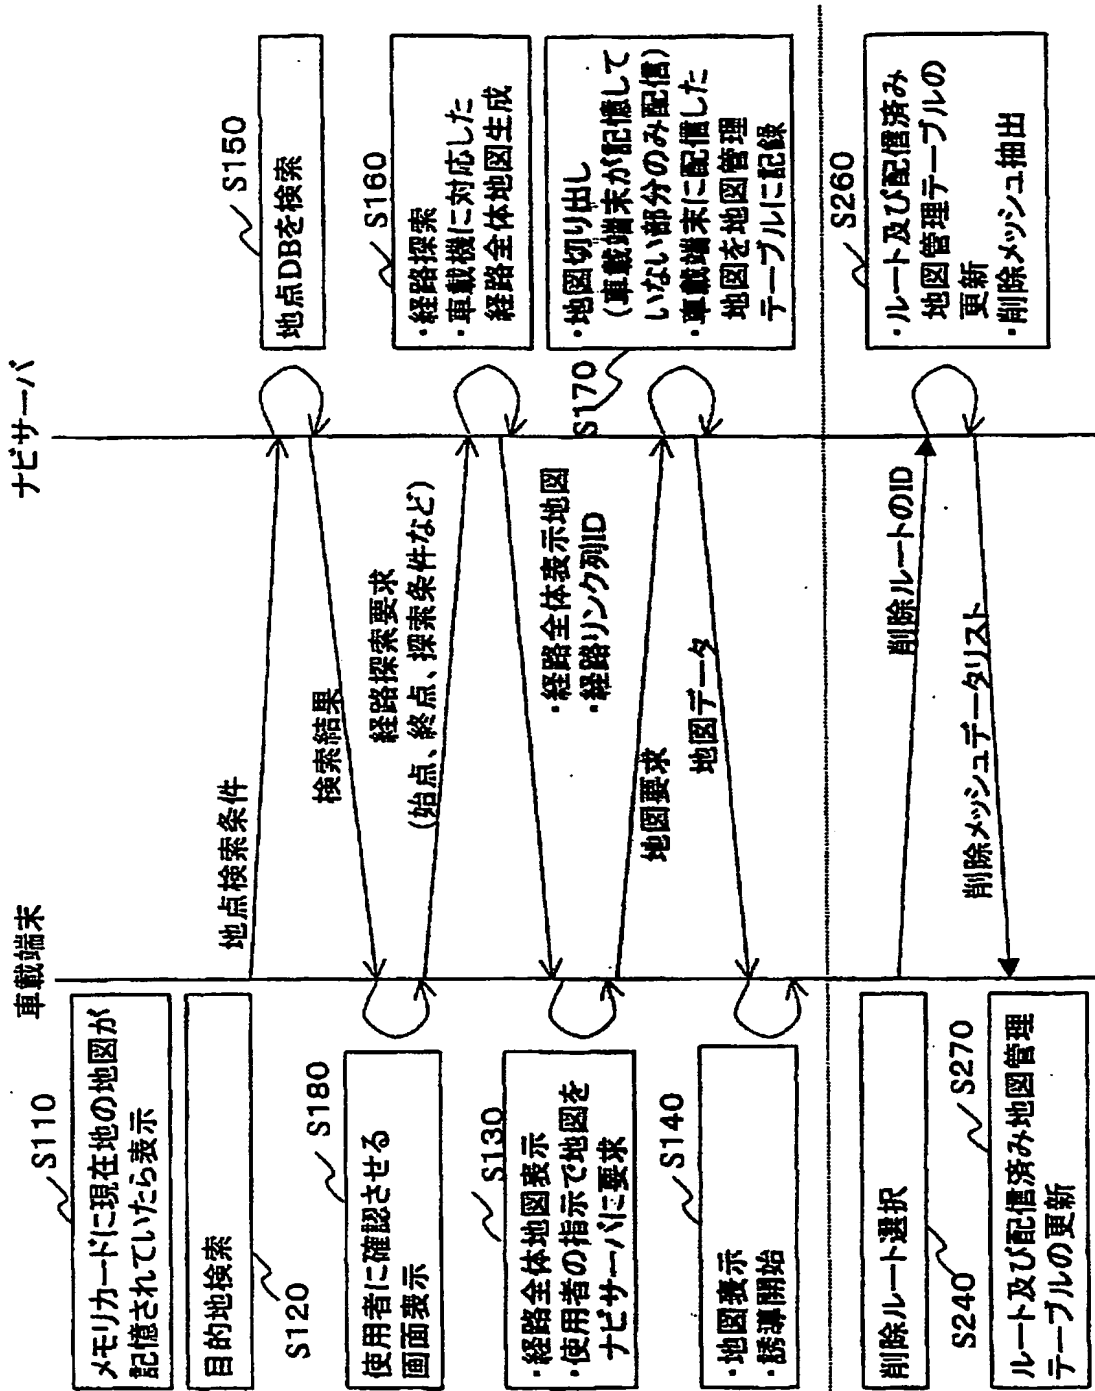 車載端末
ナビサーバ
S110
メモリカードに現在地の地図が
記憶されていたら表示
目的地検索
S120
地点検索条件
S150
地点DBを検索
検索結果
S180
使用者に確認させる
画面表示
経路探索要求
(始点、終点、探索条件など)
S160
・経路探索
・車載機に対応した
経路全体地図生成
・経路全体表示地図
・経路リンク列ID
S130
・経路全体地図表示
・使用者の指示で地図を
ナビサーバに要求
地図要求
S170
・地図切り出し
(車載端末が記憶して
いない部分のみ配信)
・車載端末に配信した
地図を地図管理
テーブルに記録
地図データ
S140
・地図表示
・誘導開始
削除ルート選択
S240
削除ルートのID
S260
・ルート及び配信済み
地図管理テーブルの
更新
・削除メッシュ抽出
削除メッシュデータリスト
S270
ルート及び配信済み地図管理
テーブルの更新